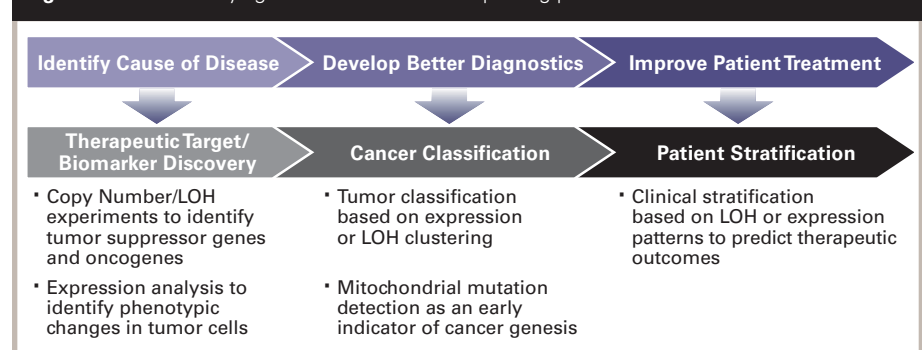 Identify Cause of Disease
Develop Better Diagnostics
Improve Patient Treatment
Therapeutic Target/
Biomarker Discovery
Cancer Classification
Patient Stratification
· Copy Number/LOH
experiments to identify
tumor suppressor genes
and oncogenes
· Expression analysis to
identify phenotypic
changes in tumor cells
· Tumor classification
based on expression
or LOH clustering
· Mitochondrial mutation
detection as an early
indicator of cancer genesis
· Clinical stratification
based on LOH or expression
patterns to predict therapeutic
outcomes